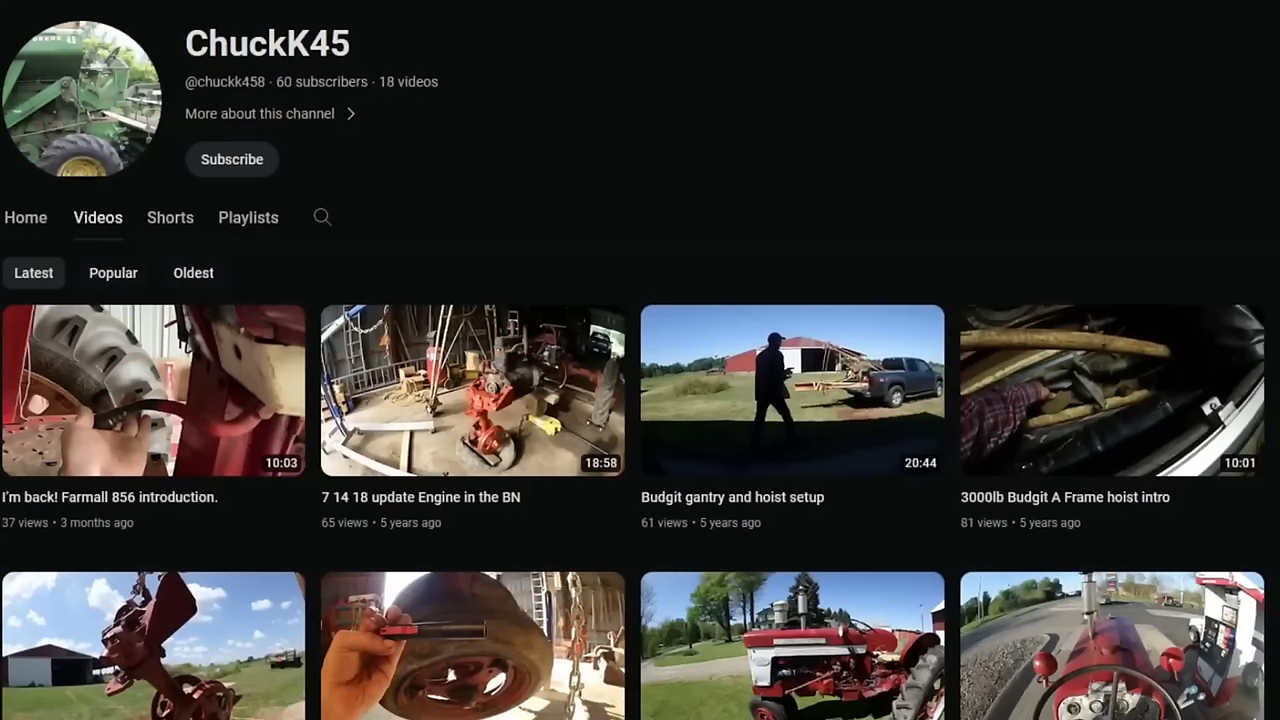 ChuckK45
@chuckk458 · 60 subscribers · 18 videos
More about this channel
Subscribe
Home Videos Shorts Playlists
Latest Popular Oldest
10:03 18:58 20:44 10:01
I'm back! Farmall 856 introduction. 7 14 18 update Engine in the BN Budgit gantry and hoist setup 3000lb Budgit A Frame hoist intro
37 views • 3 months ago 65 views • 5 years ago 61 views • 5 years ago 81 views • 5 years ago